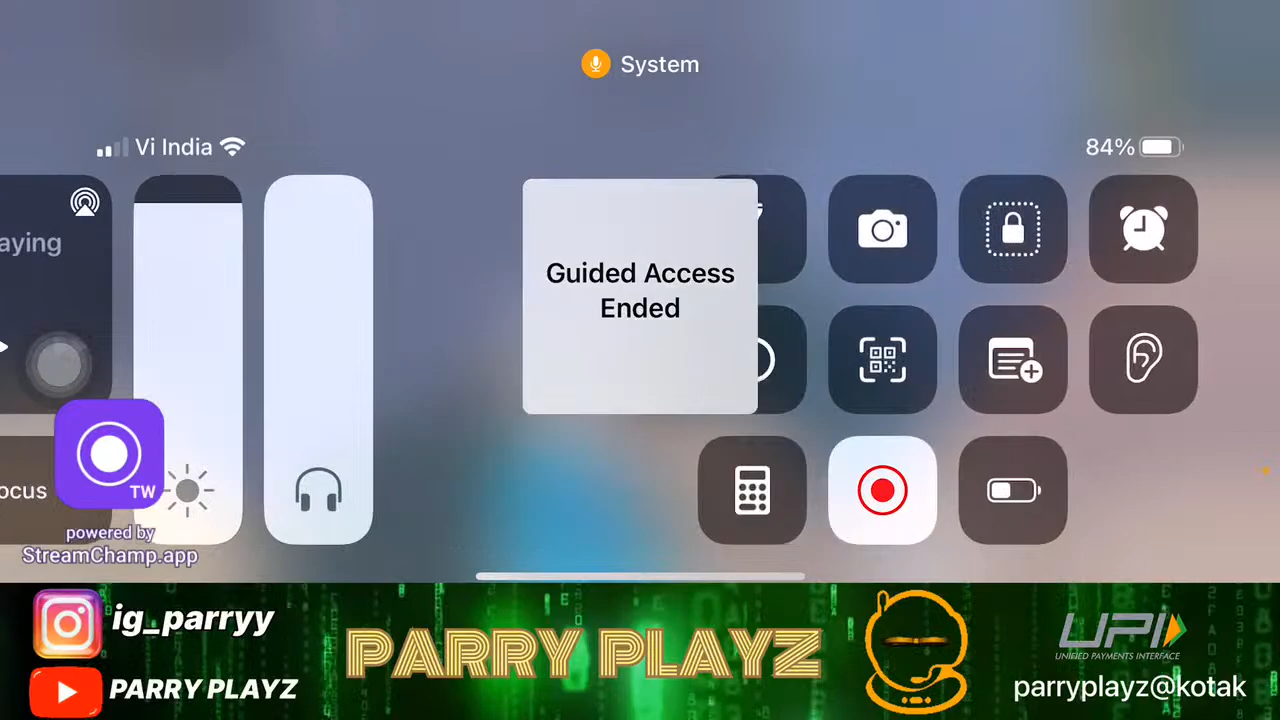 System
Vi India
84%
aying
Guided Access
Ended
ocus
TW
powered by
StreamChamp.app
ig_parryy
PARRY PLAYZ
PARRY PLAYZ
UPI
UNIFIED PAYMENTS INTERFACE
parryplayz@kotak